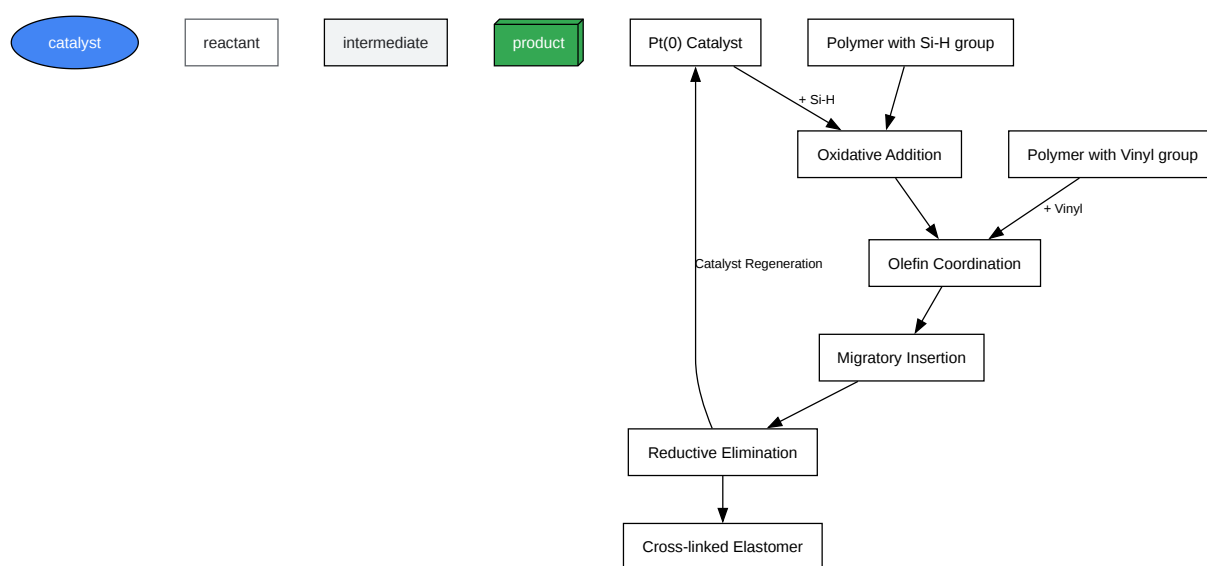 catalyst
reactant
intermediate
product
Pt(0) Catalyst
Polymer with Si-H group
+ Si-H
Oxidative Addition
Polymer with Vinyl group
+ Vinyl
Olefin Coordination
Catalyst Regeneration
Migratory Insertion
Reductive Elimination
Cross-linked Elastomer